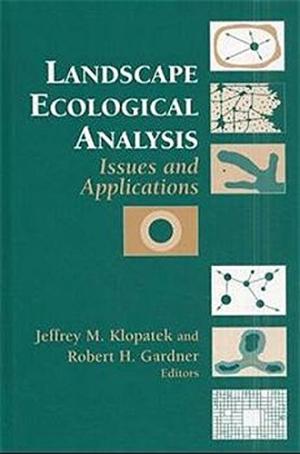 LANDSCAPE
ECOLOGICAL
ANALYSIS
Issues and
Applications
Jeffrey M. Klopatek and
Robert H. Gardner
Editors